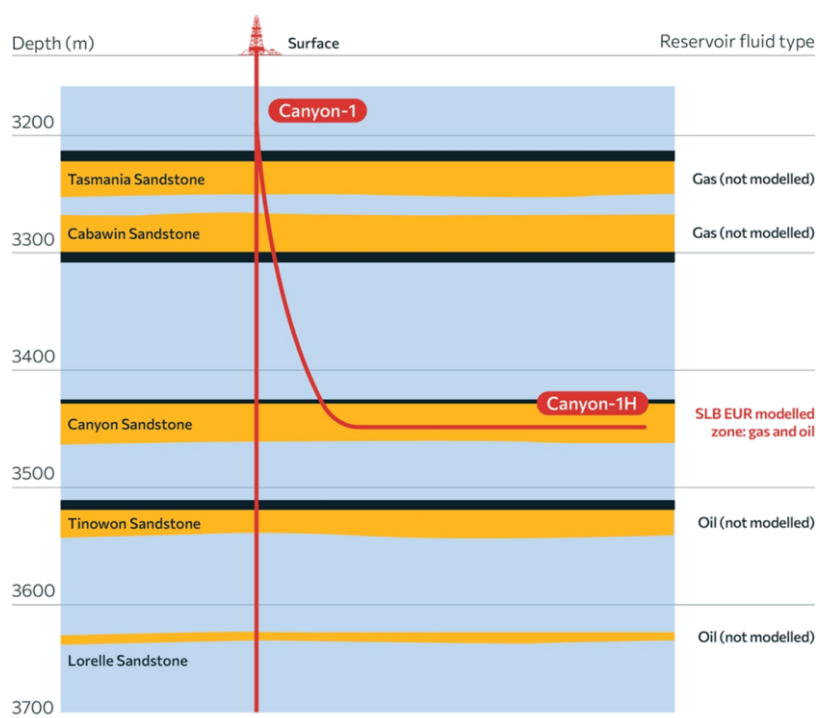 Depth (m)
Surface
Reservoir fluid type
Canyon-1
3200
Tasmania Sandstone
Gas (not modelled)
Cabawin Sandstone
Gas (not modelled)
3300
3400
Canyon-1H
Canyon Sandstone
SLB EUR modelled
zone: gas and oil
3500
Tinowon Sandstone
Oil (not modelled)
3600
Oil (not modelled)
Lorelle Sandstone
3700